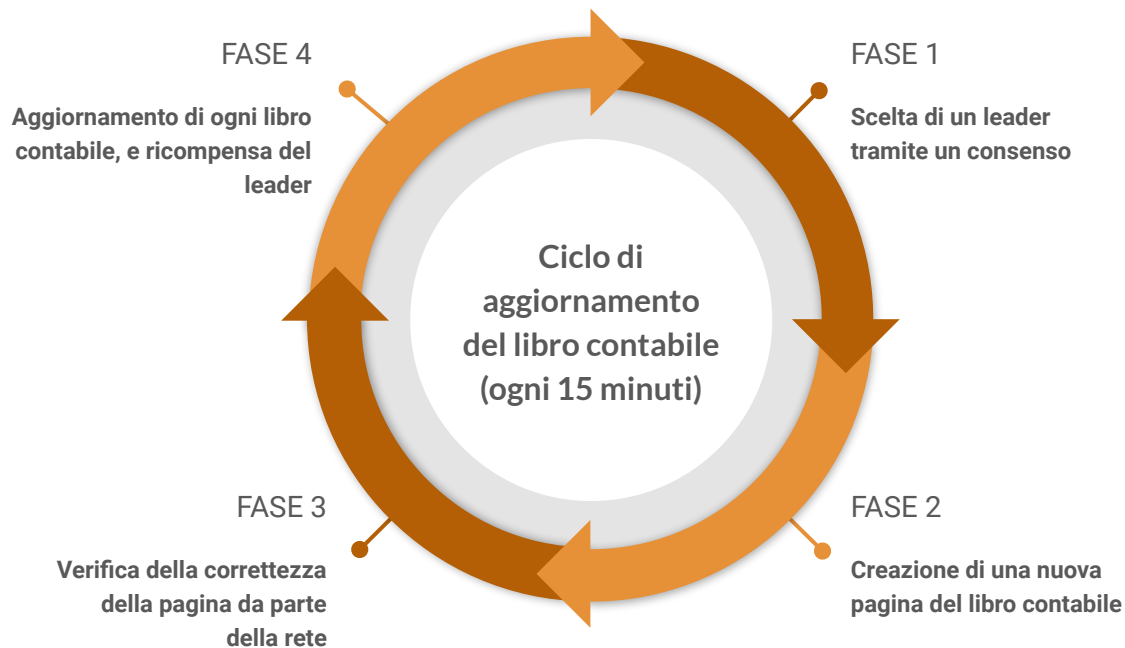 FASE 4
Aggiornamento di ogni libro
contabile, e ricompensa del
leader
FASE 1
Scelta di un leader
tramite un consenso
Ciclo di
aggiornamento
del libro contabile
(ogni 15 minuti)
FASE 3
Verifica della correttezza
della pagina da parte
della rete
FASE 2
Creazione di una nuova
pagina del libro contabile